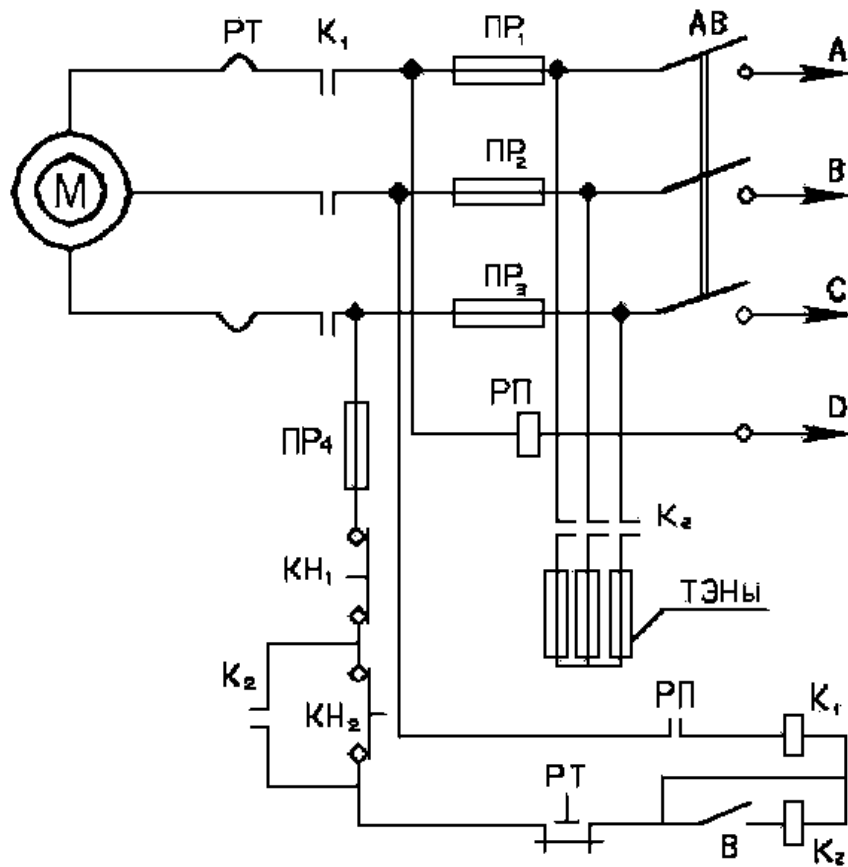 РТ К₁ ПР₁ АВ А
М ПР₂ В
ПР₃ С
РП D
ПР₄
К₂
КН₁
ТЭНы
К₂ КН₂ РП К₁
РТ
В К₂